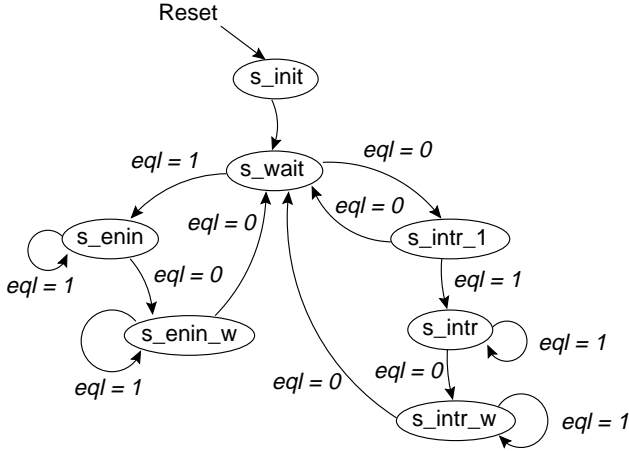 Reset
s_init
eql = 1
s_wait
eql = 0
eql = 0
eql = 0
s_enin
s_intr_1
eql = 1
eql = 0
eql = 1
s_enin_w
s_intr
eql = 1
eql = 1
eql = 0
eql = 0
s_intr_w
eql = 1